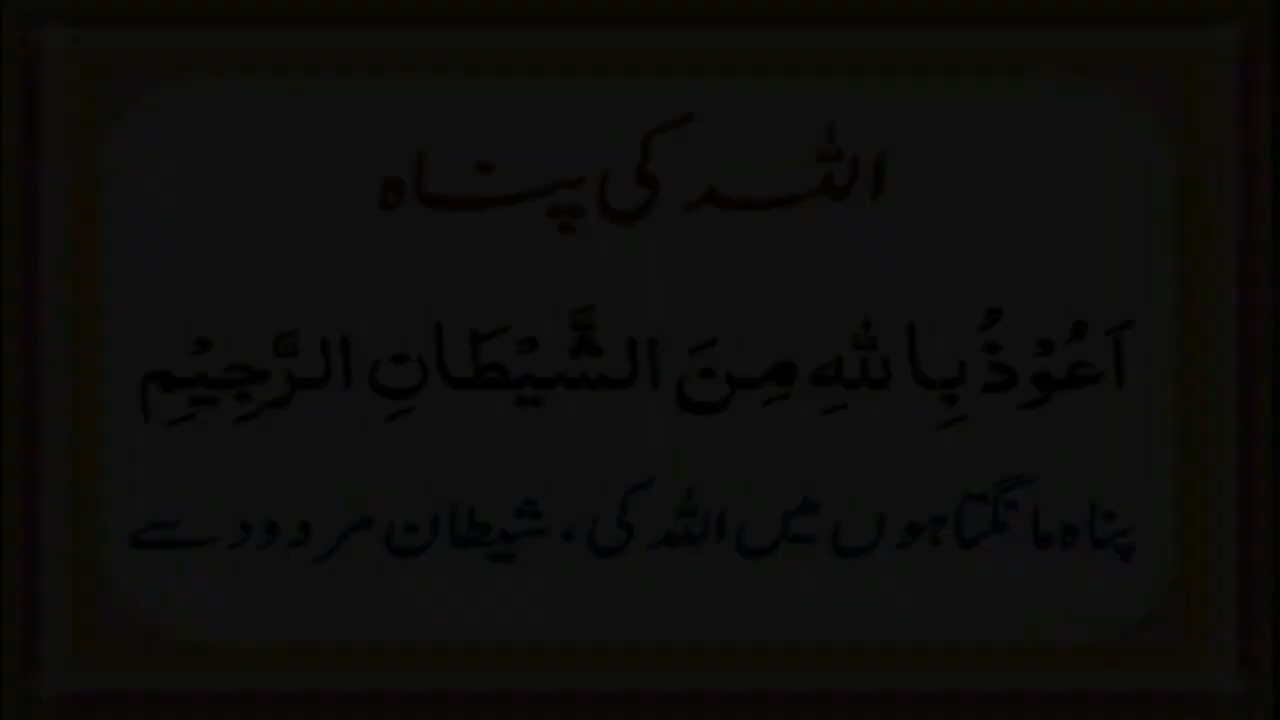 اللہ کی پناہ
اَعُوْذُ بِاللّٰهِ مِنَ الشَّيْطَانِ الرَّجِيْمِ
پناہ مانگتا ہوں میں اللہ کی ، شیطان مردود سے